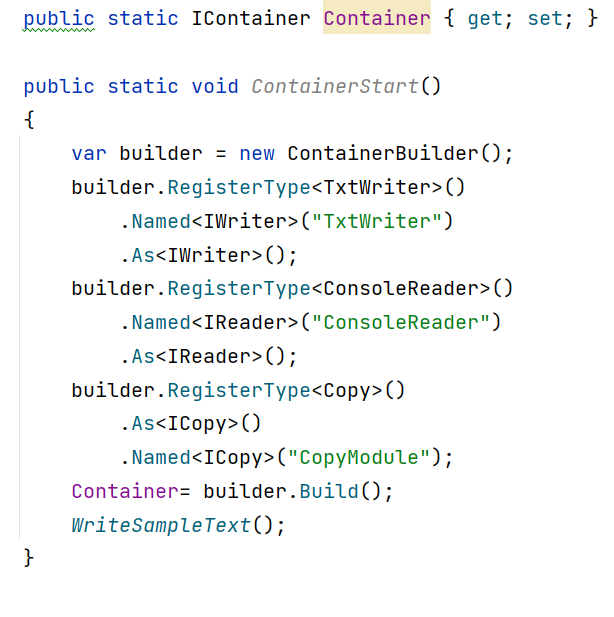 public static IContainer Container { get; set; }
public static void ContainerStart()
{
var builder = new ContainerBuilder();
builder.RegisterType<TxtWriter>()
.Named<IWriter>("TxtWriter")
.As<IWriter>();
builder.RegisterType<ConsoleReader>()
.Named<IReader>("ConsoleReader")
.As<IReader>();
builder.RegisterType<Copy>()
.As<ICopy>()
.Named<ICopy>("CopyModule");
Container= builder.Build();
WriteSampleText();
}